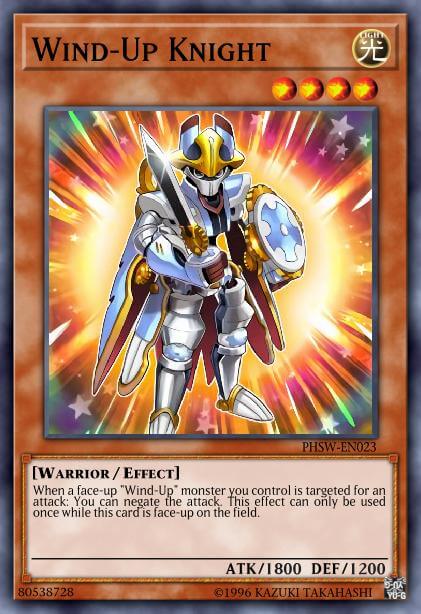 Wind-Up Knight
LIGHT
光
PHSW-EN023
[Warrior / Effect]
When a face-up "Wind-Up" monster you control is targeted for an
attack: You can negate the attack. This effect can only be used
once while this card is face-up on the field.
ATK/1800 DEF/1200
80538728
©1996 KAZUKI TAKAHASHI